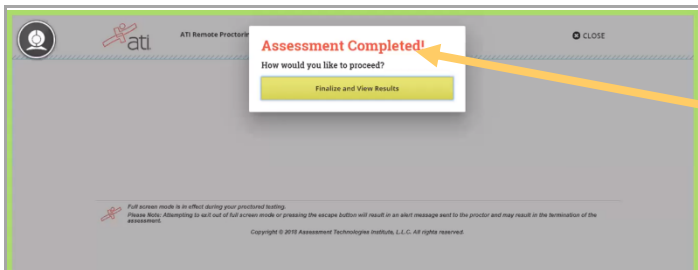 ati
ATI Remote Proctorin
CLOSE
Assessment Completed!
How would you like to proceed?
Finalize and View Results
Full screen mode is in effect during your proctored testing.
Please Note: Attempting to exit out of full screen mode or pressing the escape button will result in an alert message sent to the proctor and may result in the termination of the
assessment.
ati
Copyright © 2015 Assessment Technologies Institute, L.L.C. All rights reserved.